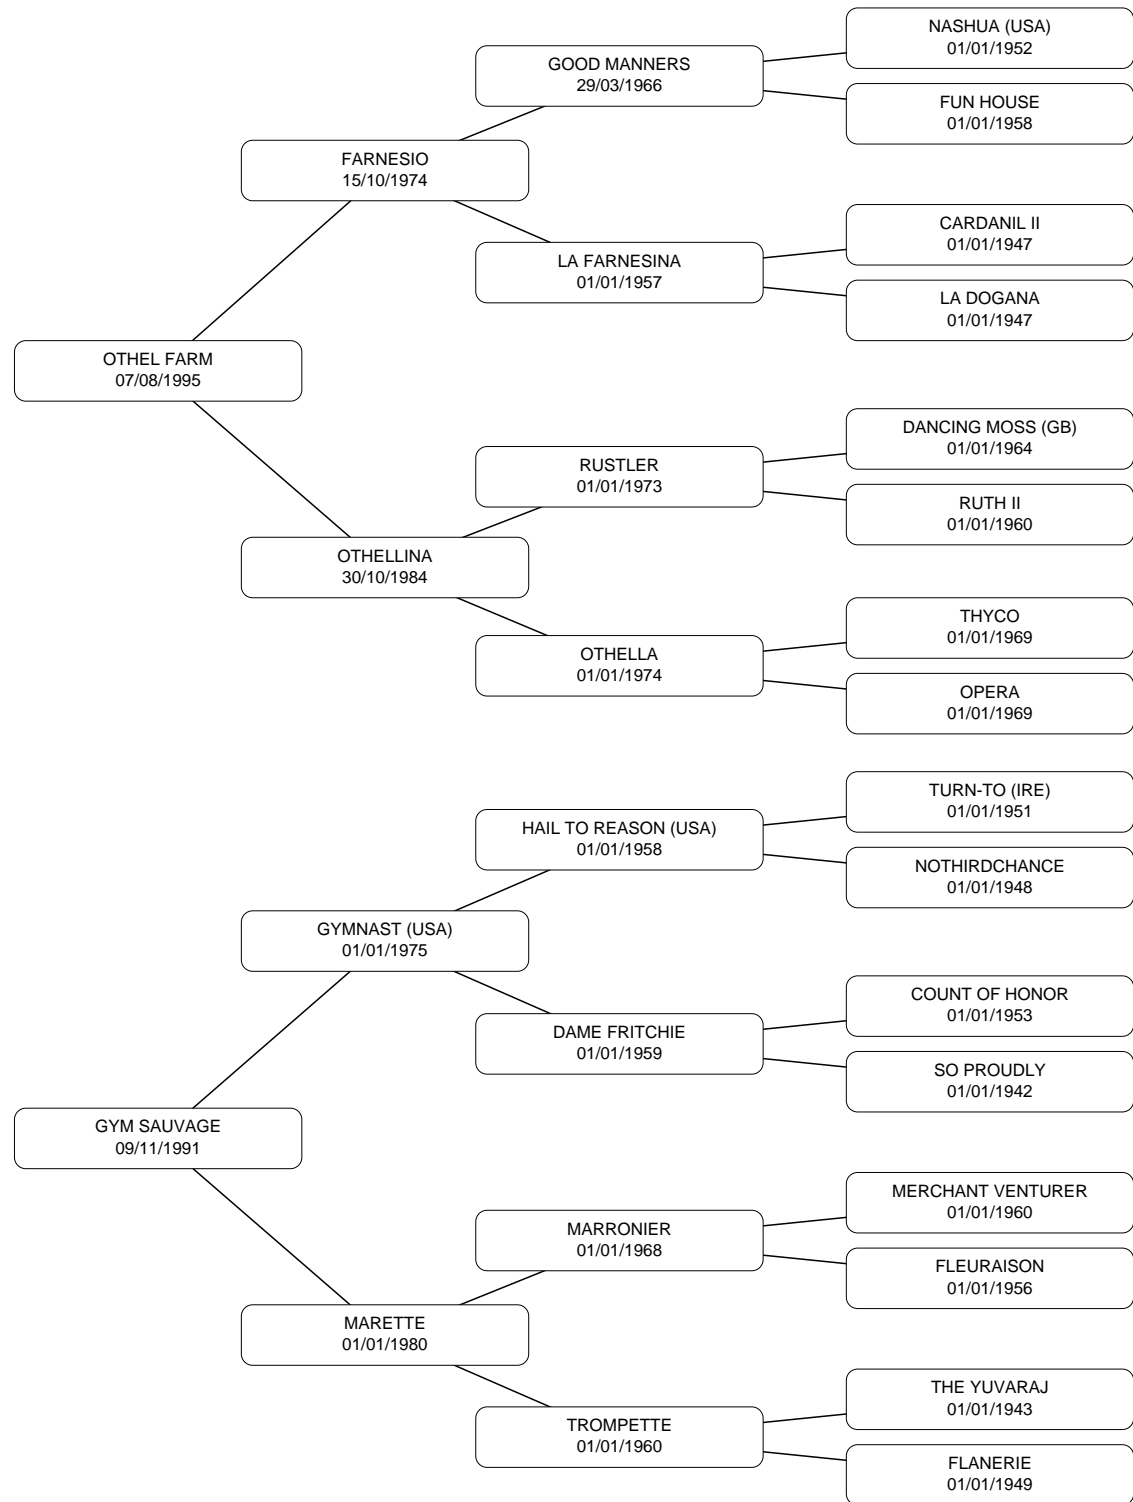 NASHUA (USA)
01/01/1952
GOOD MANNERS
29/03/1966
FUN HOUSE
01/01/1958
FARNESIO
15/10/1974
CARDANIL II
01/01/1947
LA FARNESINA
01/01/1957
LA DOGANA
01/01/1947
OTHEL FARM
07/08/1995
DANCING MOSS (GB)
01/01/1964
RUSTLER
01/01/1973
RUTH II
01/01/1960
OTHELLINA
30/10/1984
THYCO
01/01/1969
OTHELLA
01/01/1974
OPERA
01/01/1969
TURN-TO (IRE)
01/01/1951
HAIL TO REASON (USA)
01/01/1958
NOTHIRDCHANCE
01/01/1948
GYMNAST (USA)
01/01/1975
COUNT OF HONOR
01/01/1953
DAME FRITCHIE
01/01/1959
SO PROUDLY
01/01/1942
GYM SAUVAGE
09/11/1991
MERCHANT VENTURER
01/01/1960
MARRONIER
01/01/1968
FLEURAISON
01/01/1956
MARETTE
01/01/1980
THE YUVARAJ
01/01/1943
TROMPETTE
01/01/1960
FLANERIE
01/01/1949